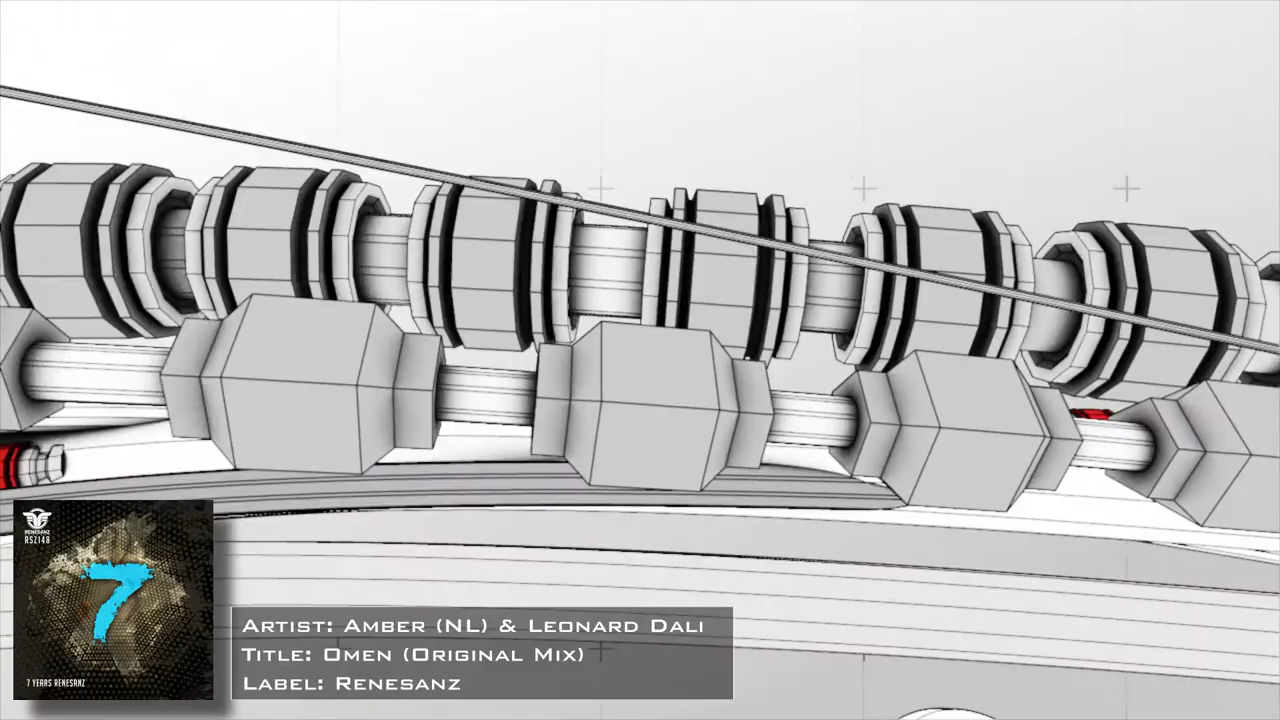 RENESANZ
RSZ148
7
7 YEARS RENESANZ
Artist: Amber (NL) & Leonard Dali
Title: Omen (Original Mix)
Label: Renesanz